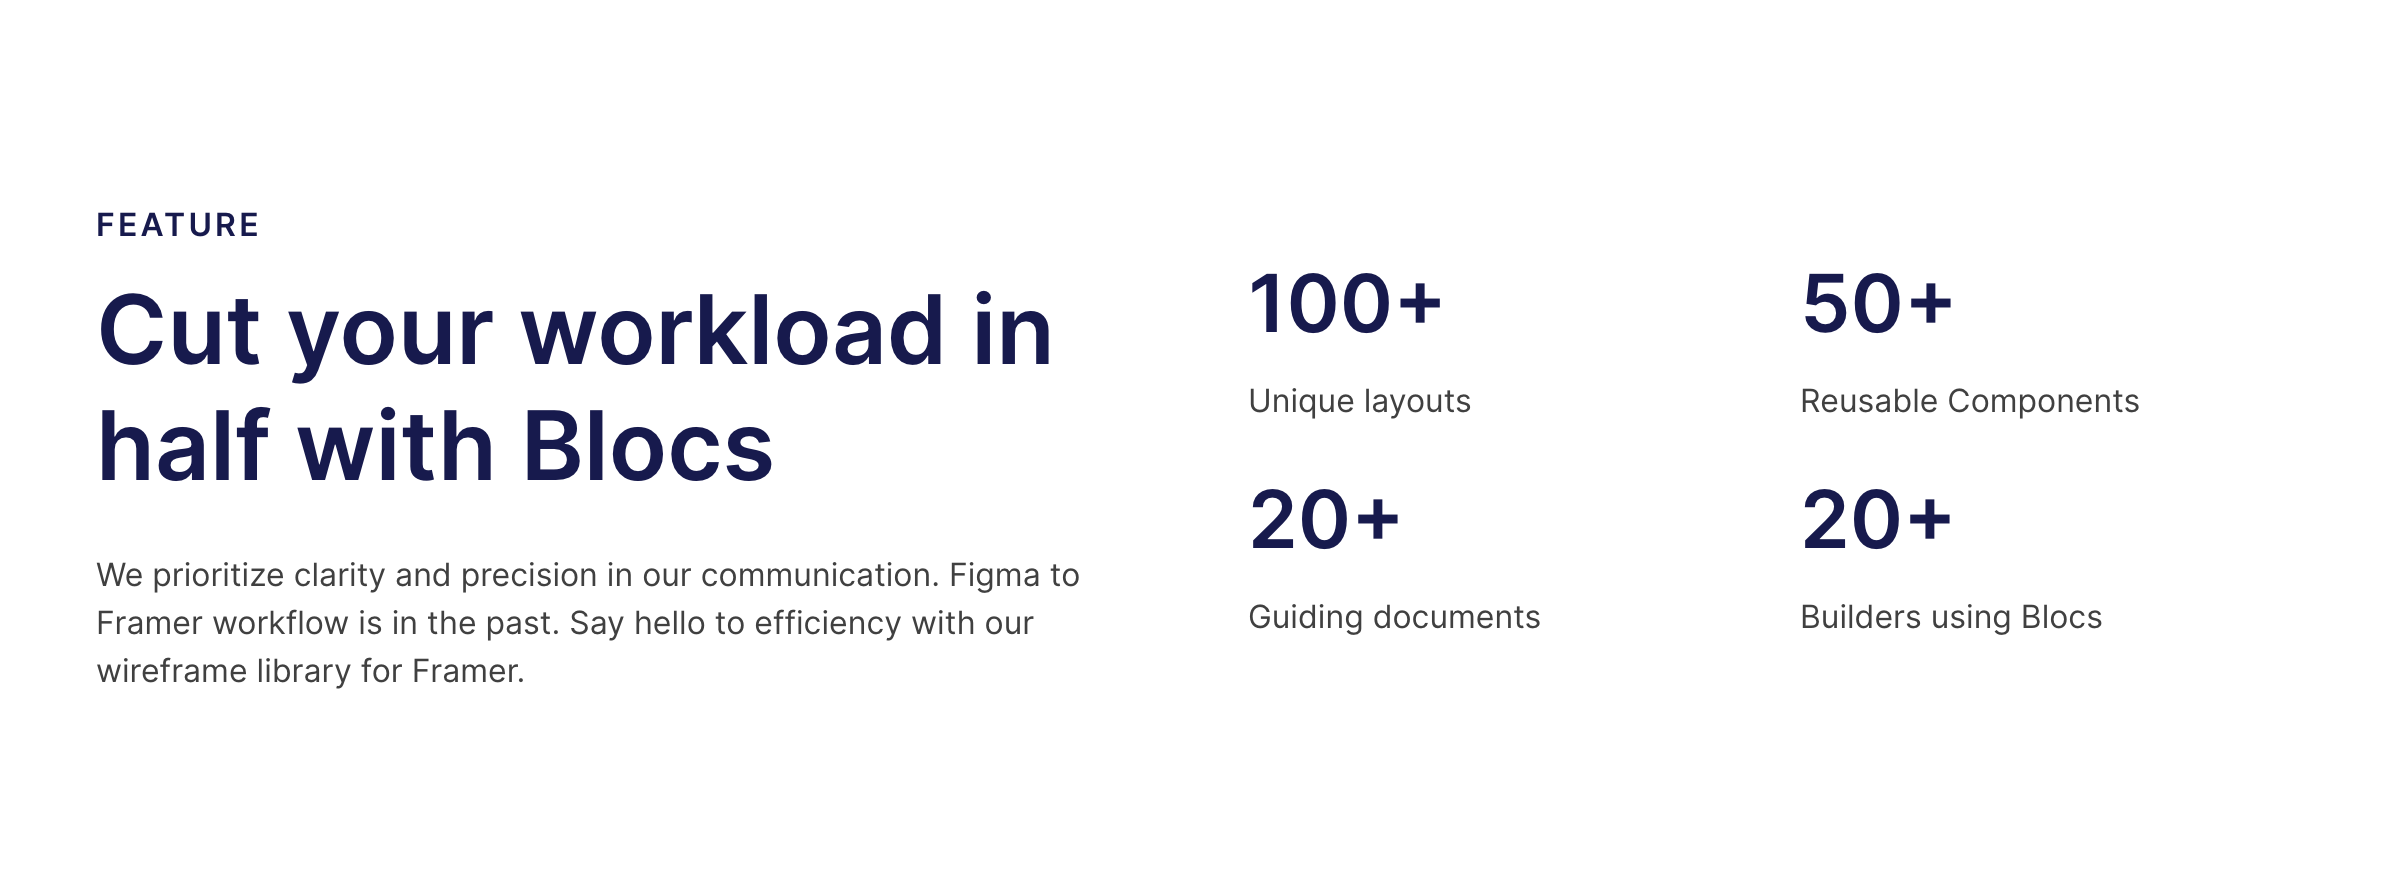 FEATURE
Cut your workload in
half with Blocs
We prioritize clarity and precision in our communication. Figma to
Framer workflow is in the past. Say hello to efficiency with our
wireframe library for Framer.
100+
Unique layouts
50+
Reusable Components
20+
Guiding documents
20+
Builders using Blocs